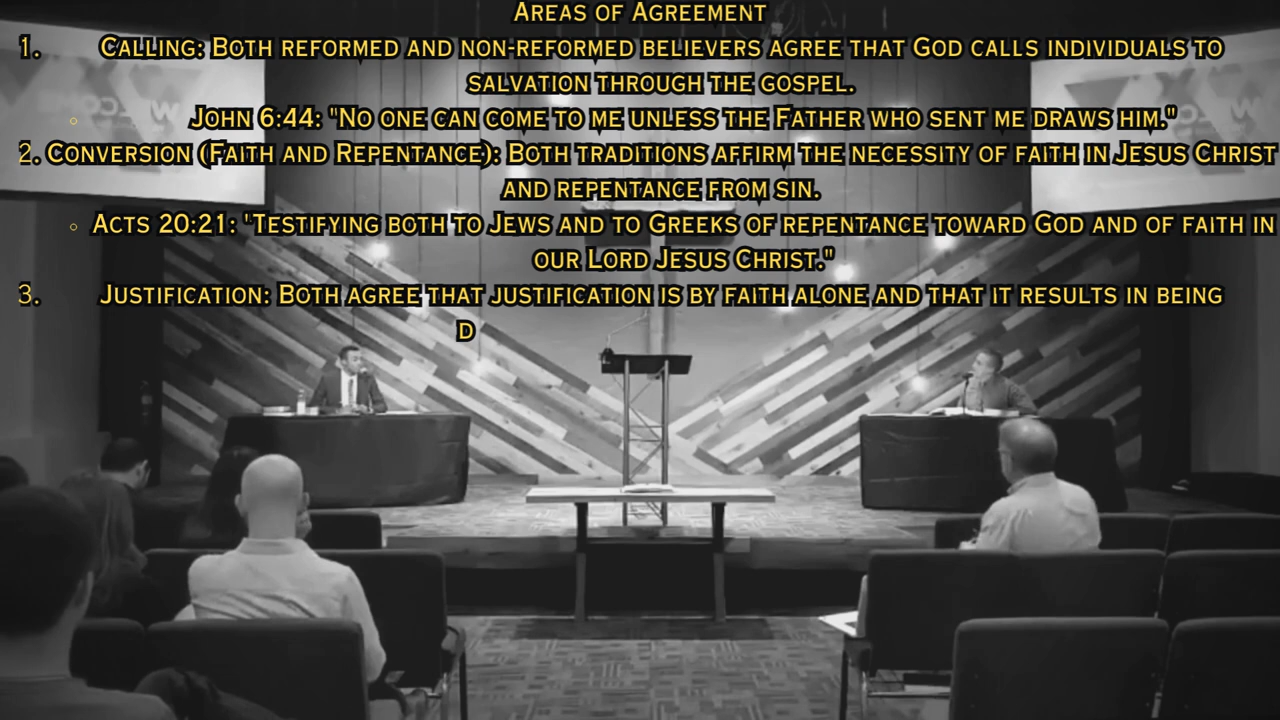 Areas of Agreement
1. Calling: Both reformed and non-reformed believers agree that God calls individuals to
salvation through the gospel.
◦ John 6:44: "No one can come to me unless the Father who sent me draws him."
2. Conversion (Faith and Repentance): Both traditions affirm the necessity of faith in Jesus Christ
and repentance from sin.
◦ Acts 20:21: "Testifying both to Jews and to Greeks of repentance toward God and of faith in
our Lord Jesus Christ."
3. Justification: Both agree that justification is by faith alone and that it results in being
d